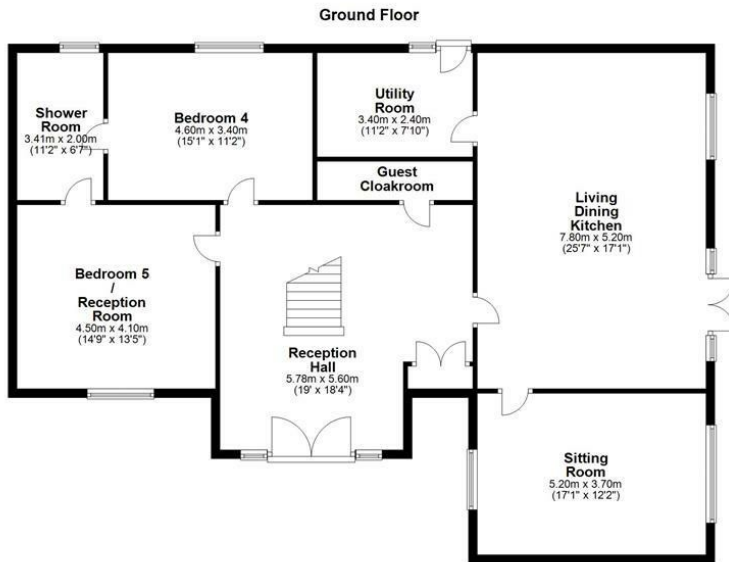 Ground Floor
Shower
Room
3.41m x 2.00m
(11'2" x 6'7")
Bedroom 4
4.60m x 3.40m
(15'1" x 11'2")
Utility
Room
3.40m x 2.40m
(11'2" x 7'10")
Guest
Cloakroom
Living
Dining
Kitchen
7.80m x 5.20m
(25'7" x 17'1")
Bedroom 5
/
Reception
Room
4.50m x 4.10m
(14'9" x 13'5")
Reception
Hall
5.78m x 5.60m
(19' x 18'4")
Sitting
Room
5.20m x 3.70m
(17'1" x 12'2")